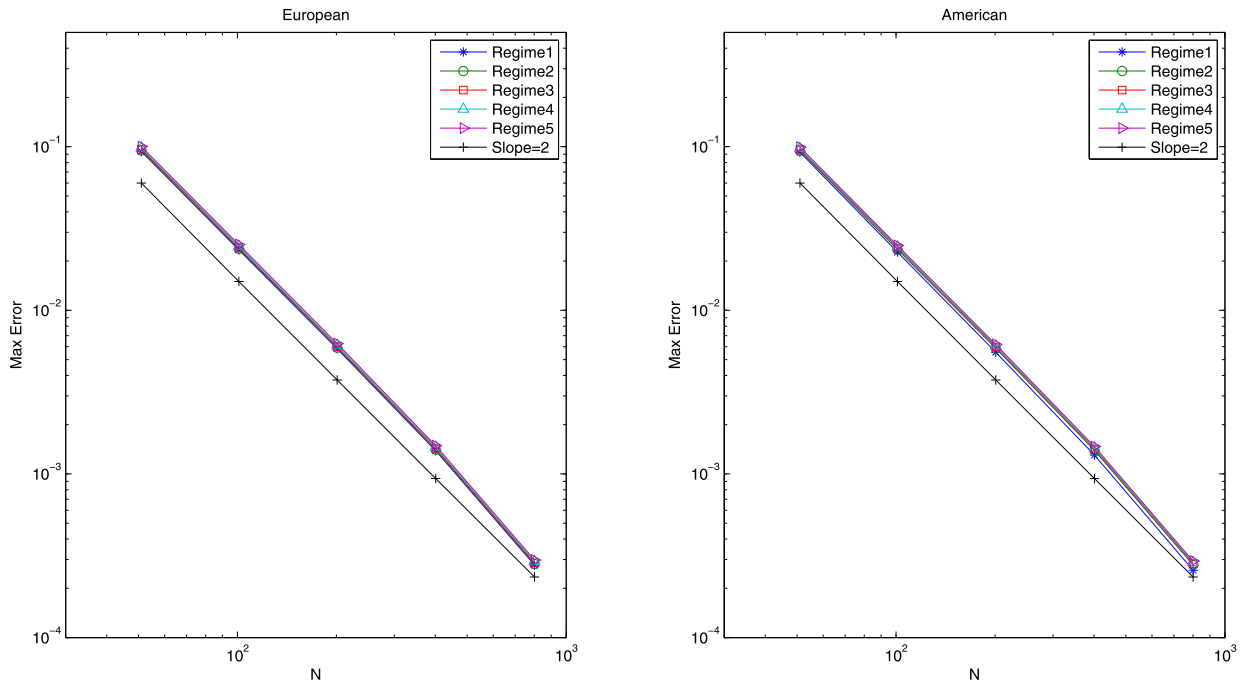 European
Max Error
10^-1
10^-2
10^-3
10^-4
10^2
10^3
N
Regime1
Regime2
Regime3
Regime4
Regime5
Slope=2
American
Max Error
10^-1
10^-2
10^-3
10^-4
10^2
10^3
N
Regime1
Regime2
Regime3
Regime4
Regime5
Slope=2